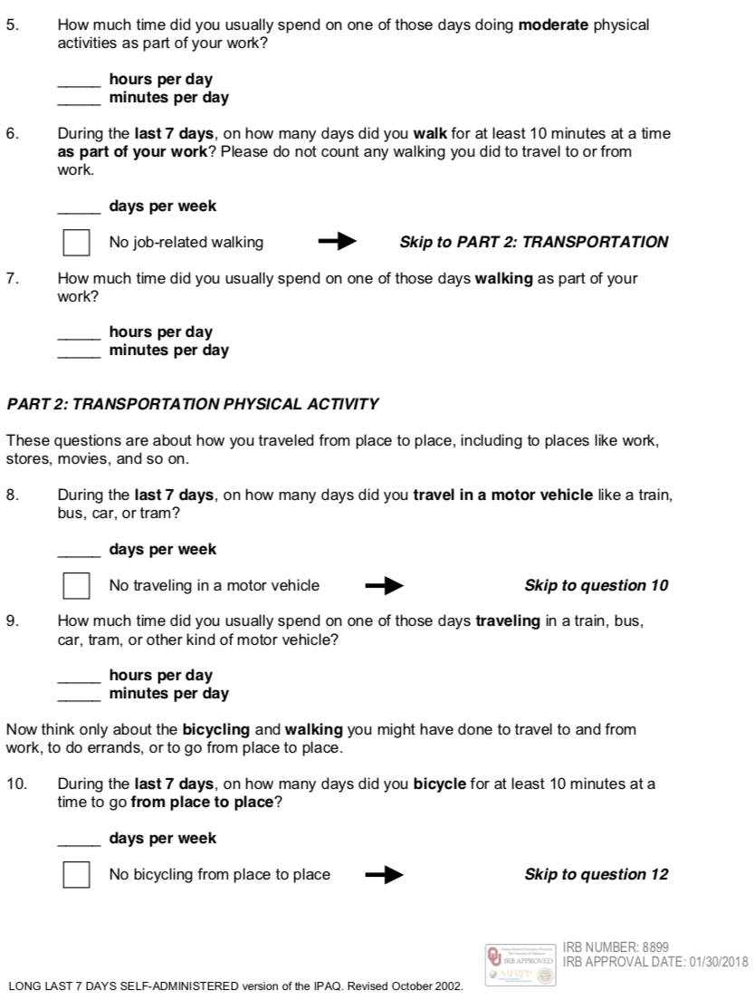 5. How much time did you usually spend on one of those days doing moderate physical
activities as part of your work?
_____ hours per day
_____ minutes per day
6. During the last 7 days, on how many days did you walk for at least 10 minutes at a time
as part of your work? Please do not count any walking you did to travel to or from
work.
_____ days per week
No job-related walking Skip to PART 2: TRANSPORTATION
7. How much time did you usually spend on one of those days walking as part of your
work?
_____ hours per day
_____ minutes per day
PART 2: TRANSPORTATION PHYSICAL ACTIVITY
These questions are about how you traveled from place to place, including to places like work,
stores, movies, and so on.
8. During the last 7 days, on how many days did you travel in a motor vehicle like a train,
bus, car, or tram?
_____ days per week
No traveling in a motor vehicle Skip to question 10
9. How much time did you usually spend on one of those days traveling in a train, bus,
car, tram, or other kind of motor vehicle?
_____ hours per day
_____ minutes per day
Now think only about the bicycling and walking you might have done to travel to and from
work, to do errands, or to go from place to place.
10. During the last 7 days, on how many days did you bicycle for at least 10 minutes at a
time to go from place to place?
_____ days per week
No bicycling from place to place Skip to question 12
IRB APPROVED
AAHRPP
IRB NUMBER: 8899
IRB APPROVAL DATE: 01/30/2018
LONG LAST 7 DAYS SELF-ADMINISTERED version of the IPAQ. Revised October 2002.